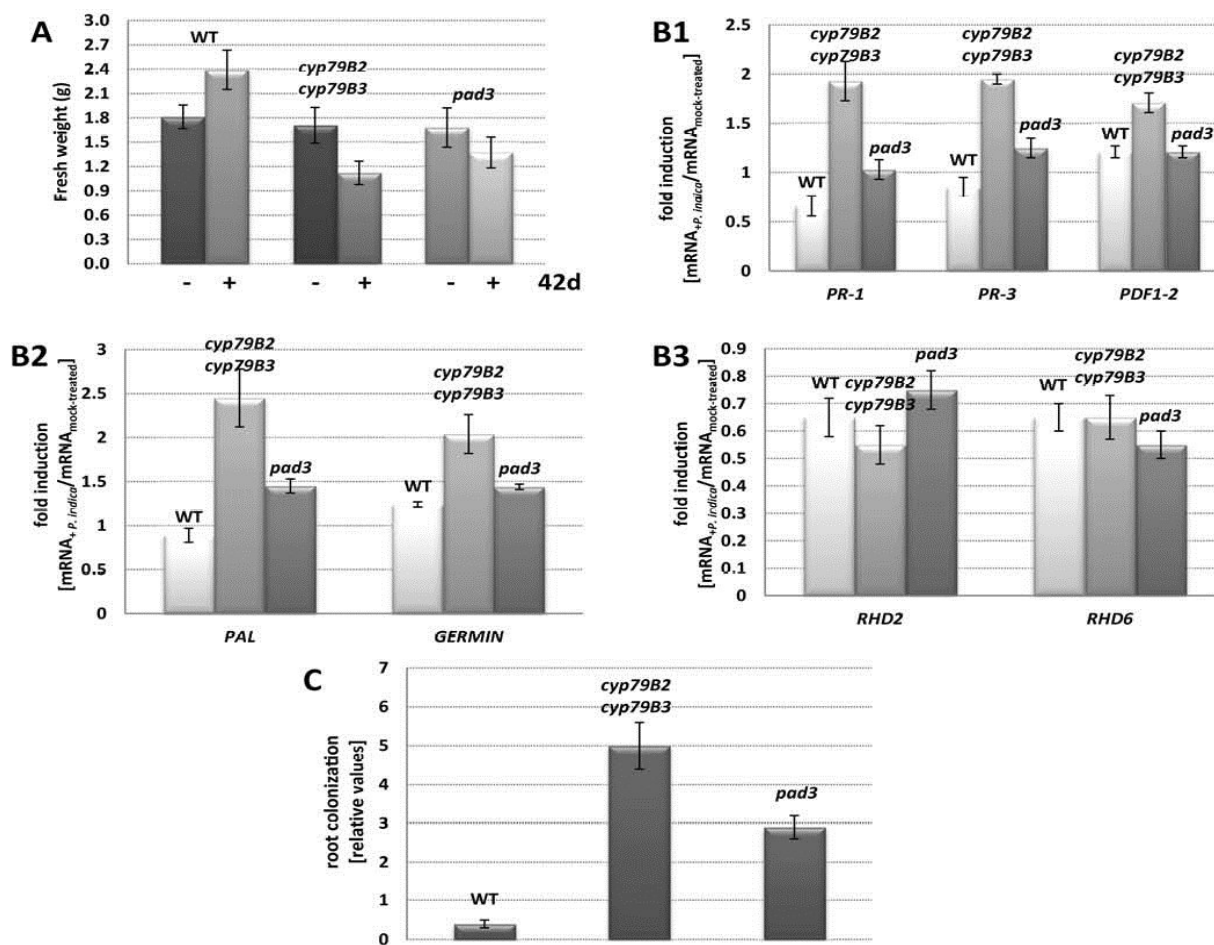 A
3.0
2.7
2.4
2.1
1.8
1.5
1.2
0.9
0.6
0.3
0.0
Fresh weight (g)
WT
cyp79B2
cyp79B3
pad3
- + - + - + 42d
B1
2.5
2
1.5
1
0.5
0
fold induction
[mRNA+P. indica/mRNAmock-treated]
WT
cyp79B2
cyp79B3
pad3
WT
cyp79B2
cyp79B3
pad3
WT
cyp79B2
cyp79B3
pad3
PR-1 PR-3 PDF1-2
B2
3
2.5
2
1.5
1
0.5
0
fold induction
[mRNA+P. indica/mRNAmock-treated]
WT
cyp79B2
cyp79B3
pad3
WT
cyp79B2
cyp79B3
pad3
PAL GERMIN
B3
0.9
0.8
0.7
0.6
0.5
0.4
0.3
0.2
0.1
0
fold induction
[mRNA+P. indica/mRNAmock-treated]
WT
cyp79B2
cyp79B3
pad3
WT
cyp79B2
cyp79B3
pad3
RHD2 RHD6
C
7
6
5
4
3
2
1
0
root colonization
[relative values]
WT
cyp79B2
cyp79B3
pad3